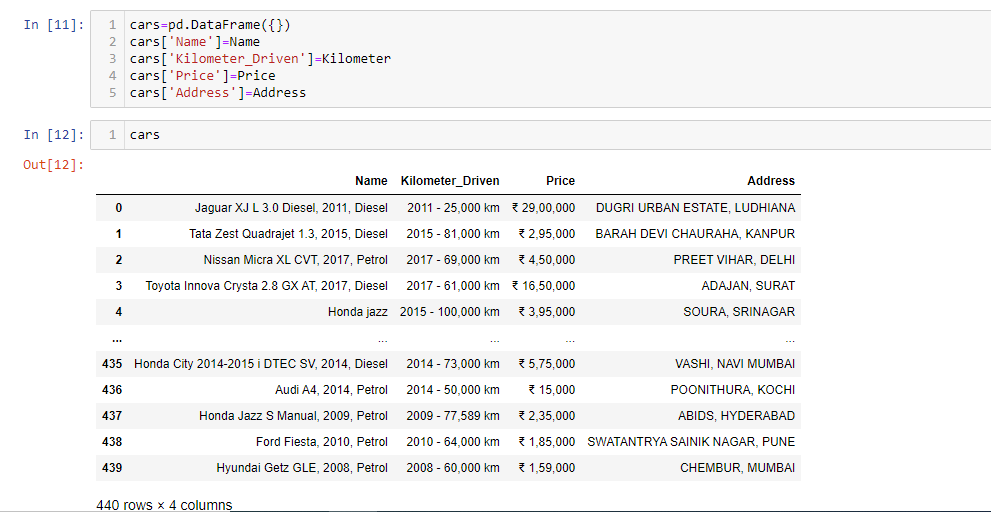 In [11]:
1 cars=pd.DataFrame({})
2 cars['Name']=Name
3 cars['Kilometer_Driven']=Kilometer
4 cars['Price']=Price
5 cars['Address']=Address
In [12]:
1 cars
Out[12]:
Name Kilometer_Driven Price Address
0 Jaguar XJ L 3.0 Diesel, 2011, Diesel 2011 - 25,000 km ₹ 29,00,000 DUGRI URBAN ESTATE, LUDHIANA
1 Tata Zest Quadrajet 1.3, 2015, Diesel 2015 - 81,000 km ₹ 2,95,000 BARAH DEVI CHAURAHA, KANPUR
2 Nissan Micra XL CVT, 2017, Petrol 2017 - 69,000 km ₹ 4,50,000 PREET VIHAR, DELHI
3 Toyota Innova Crysta 2.8 GX AT, 2017, Diesel 2017 - 61,000 km ₹ 16,50,000 ADAJAN, SURAT
4 Honda jazz 2015 - 100,000 km ₹ 3,95,000 SOURA, SRINAGAR
... ... ... ... ...
435 Honda City 2014-2015 i DTEC SV, 2014, Diesel 2014 - 73,000 km ₹ 5,75,000 VASHI, NAVI MUMBAI
436 Audi A4, 2014, Petrol 2014 - 50,000 km ₹ 15,000 POONITHURA, KOCHI
437 Honda Jazz S Manual, 2009, Petrol 2009 - 77,589 km ₹ 2,35,000 ABIDS, HYDERABAD
438 Ford Fiesta, 2010, Petrol 2010 - 64,000 km ₹ 1,85,000 SWATANTRYA SAINIK NAGAR, PUNE
439 Hyundai Getz GLE, 2008, Petrol 2008 - 60,000 km ₹ 1,59,000 CHEMBUR, MUMBAI
440 rows × 4 columns